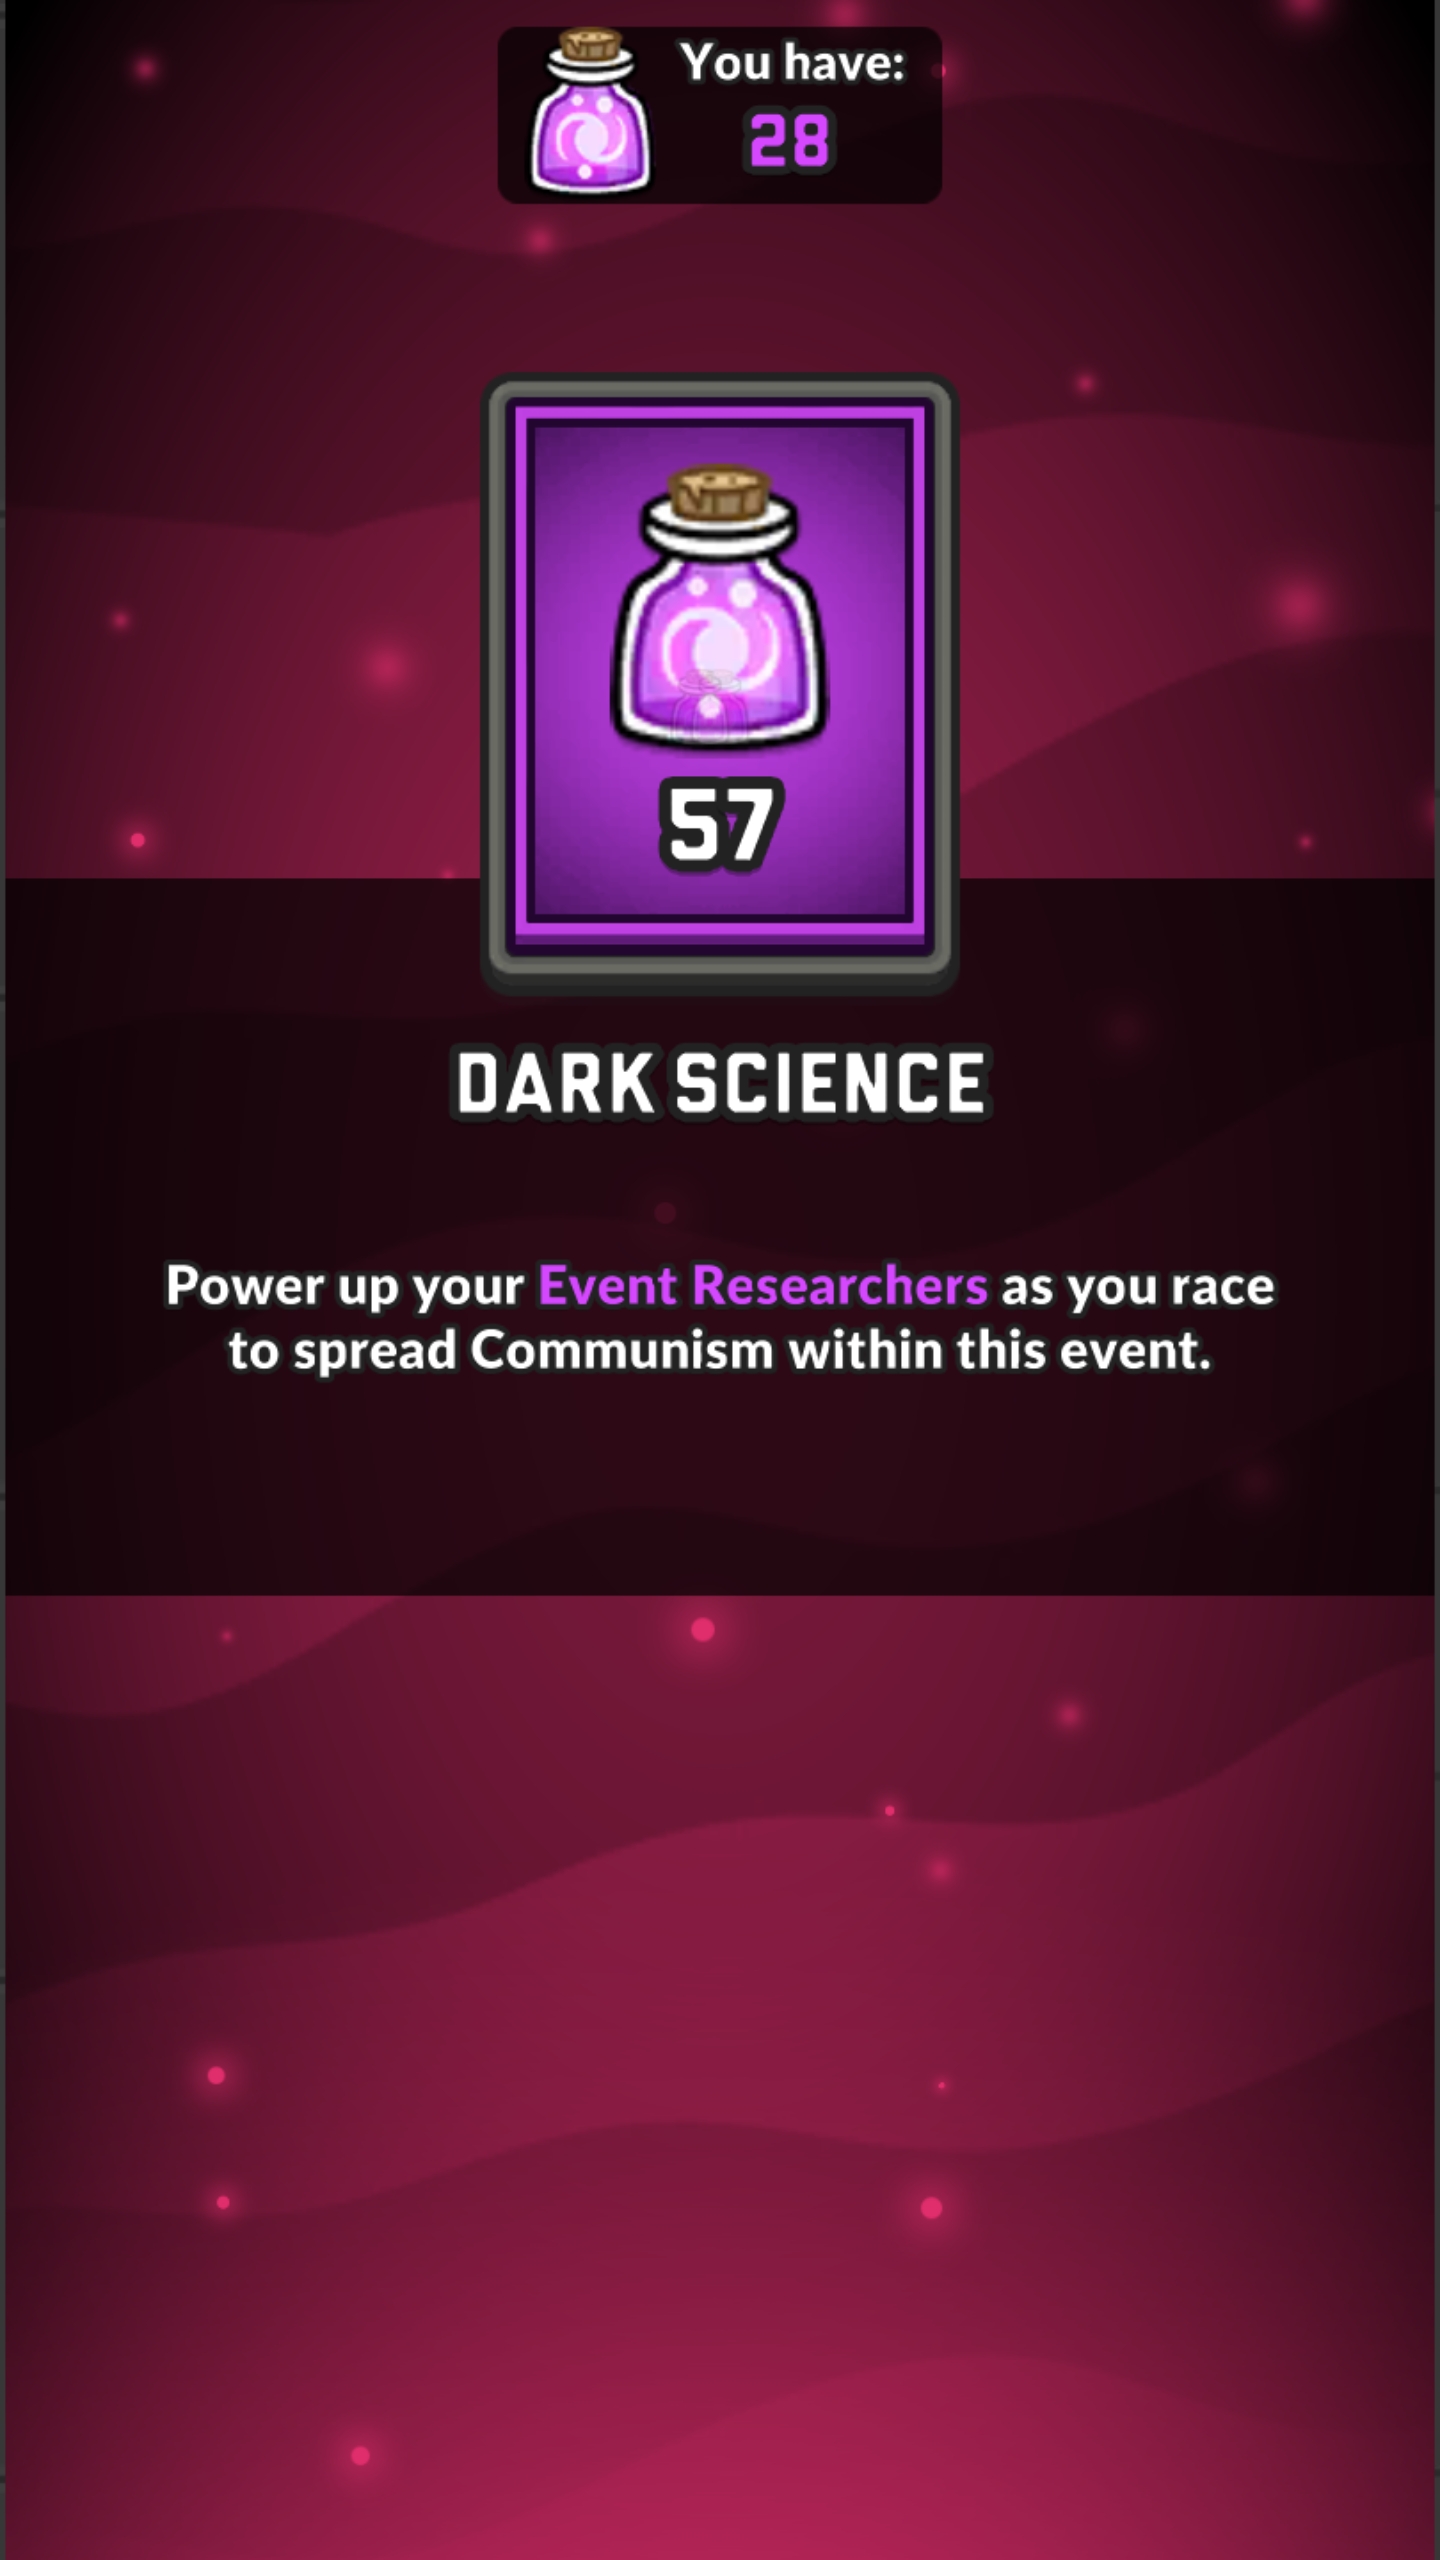 You have:
28
57
DARK SCIENCE
Power up your Event Researchers as you race
to spread Communism within this event.